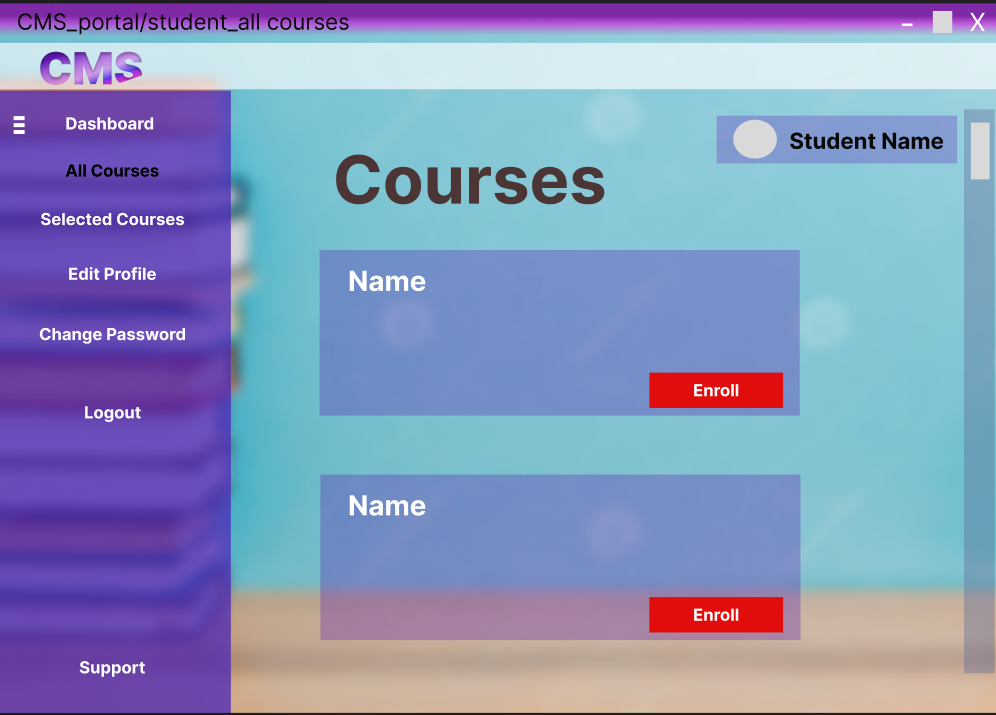 CMS_portal/student_all courses
X
CMS
Dashboard
All Courses
Selected Courses
Edit Profile
Change Password
Logout
Support
Student Name
Courses
Name
Enroll
Name
Enroll